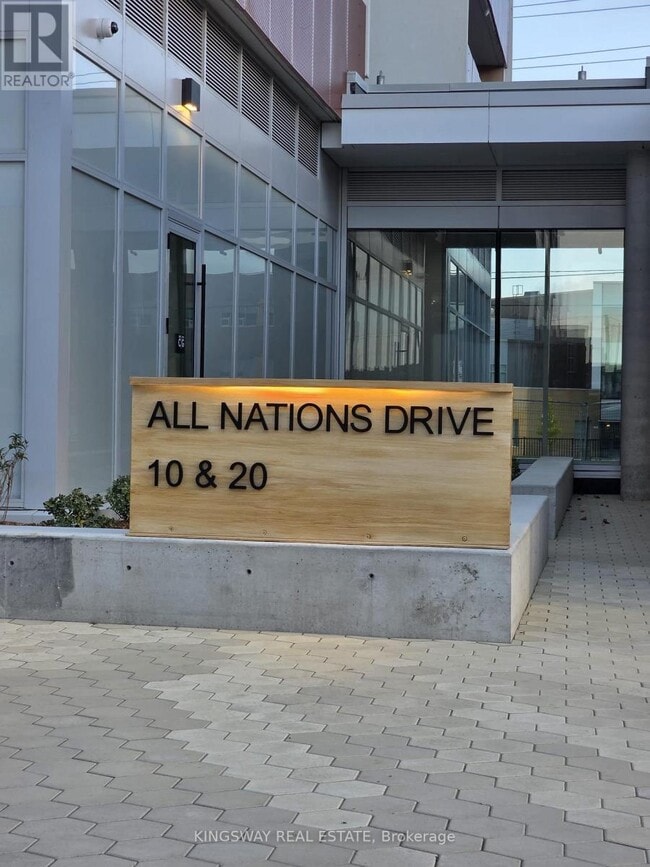 R
REALTOR®
ALL NATIONS DRIVE
10 & 20
KINGSWAY REAL ESTATE, Brokerage